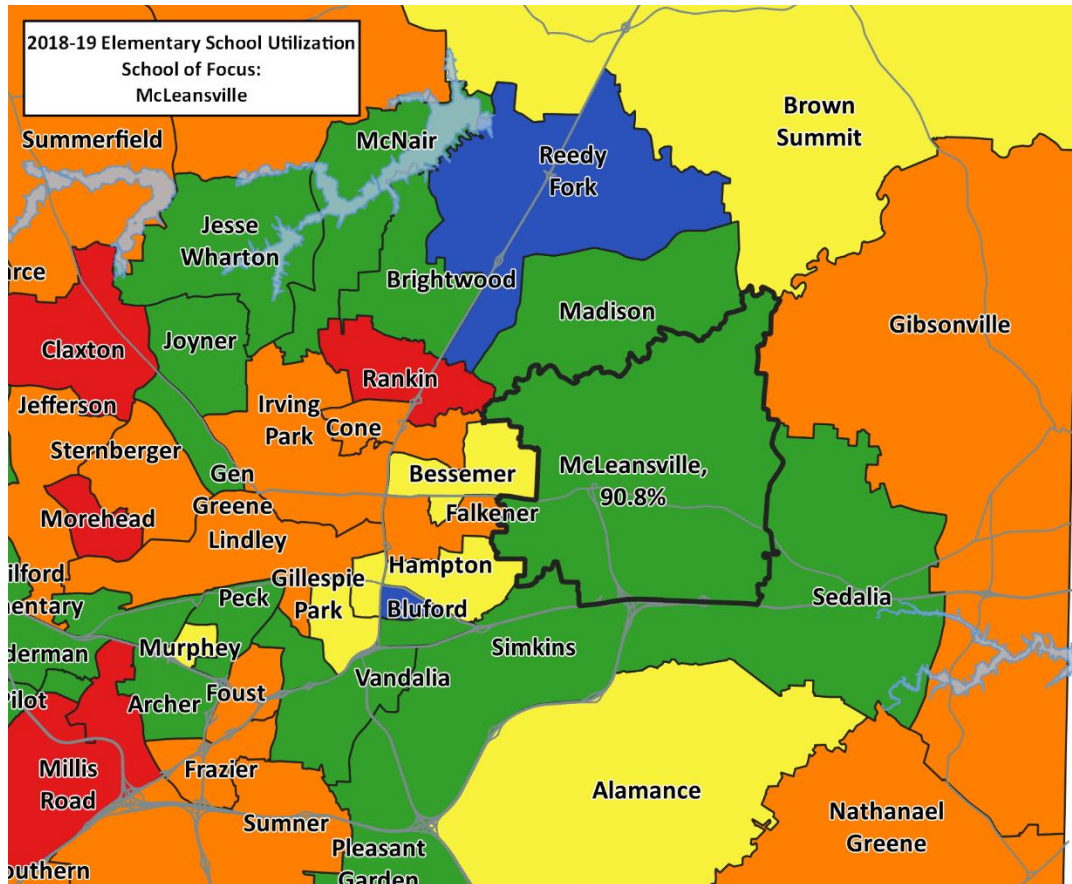 2018-19 Elementary School Utilization
School of Focus:
McLeansville
Summerfield
McNair
Brown
Summit
Reedy
Fork
Jesse
Wharton
arce
Brightwood
Madison
Gibsonville
Claxton
Joyner
Rankin
Jefferson
Irving
Park
Cone
Sternberger
Bessemer
McLeansville,
90.8%
Gen
Greene
Morehead
Falkener
Lindley
Hampton
ilford
mentary
Gillespie
Park
Peck
Bluford
Sedalia
Simkins
derman
Murphey
Vandalia
Pilot
Archer
Foust
Millis
Road
Frazier
Alamance
Sumner
Nathanael
Greene
Pleasant
Garden
outhern